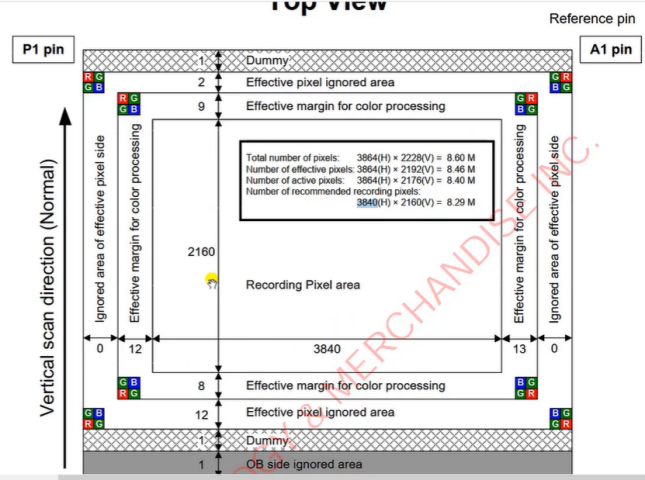 Top View
Reference pin
P1 pin
A1 pin
1 Dummy
R G R G
G B B G
2 Effective pixel ignored area
R G G R
G B B G
9 Effective margin for color processing
Total number of pixels: 3864(H) × 2228(V) = 8.60 M
Number of effective pixels: 3864(H) × 2192(V) = 8.46 M
Number of active pixels: 3864(H) × 2176(V) = 8.40 M
Number of recommended recording pixels:
3840(H) × 2160(V) = 8.29 M
Vertical scan direction (Normal)
Ignored area of effective pixel side
Effective margin for color processing
2160
Recording Pixel area
Effective margin for color processing
Ignored area of effective pixel side
0 12 3840 13 0
G B B G
R G G R
8 Effective margin for color processing
G B B G
R G G R
12 Effective pixel ignored area
1 Dummy
1 OB side ignored area
OGY & MERCHANDISE INC.